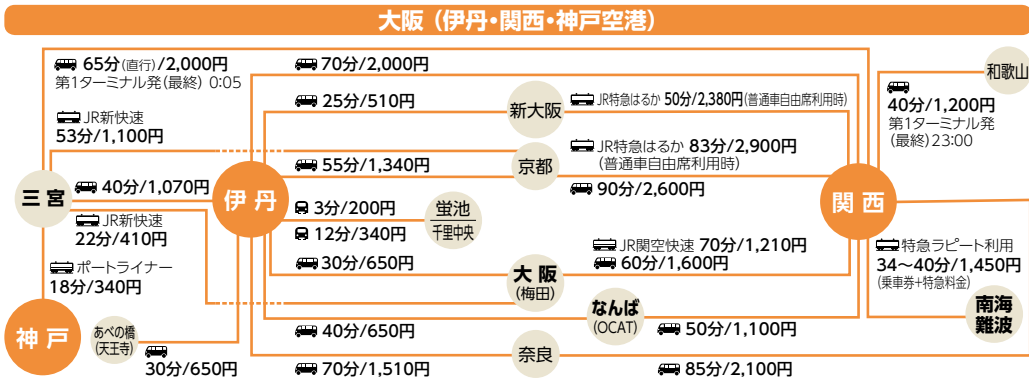 大阪（伊丹・関西・神戸空港）
65分(直行)/2,000円
第1ターミナル発(最終) 0:05
70分/2,000円
和歌山
25分/510円
新大阪
JR特急はるか 50分/2,380円(普通車自由席利用時)
40分/1,200円
第1ターミナル発
(最終)23:00
JR新快速
53分/1,100円
55分/1,340円
京都
JR特急はるか 83分/2,900円
(普通車自由席利用時)
90分/2,600円
三宮
40分/1,070円
伊丹
関西
3分/200円
蛍池
12分/340円
千里中央
JR新快速
22分/410円
30分/650円
大阪
(梅田)
JR関空快速 70分/1,210円
60分/1,600円
特急ラピート利用
34〜40分/1,450円
(乗車券+特急料金)
ポートライナー
18分/340円
神戸
あべの橋
(天王寺)
30分/650円
40分/650円
なんば
(OCAT)
50分/1,100円
南海
難波
70分/1,510円
奈良
85分/2,100円